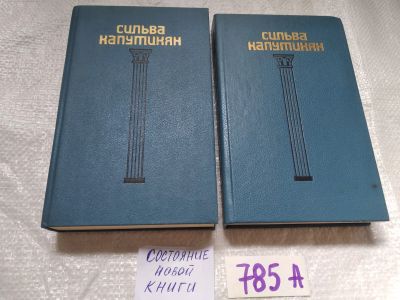 СИЛЬВА
КАПУТИКЯН
СИЛЬВА
КАПУТИКЯН
СОСТОЯНИЕ
НОВОЙ
КНИГИ
785 А